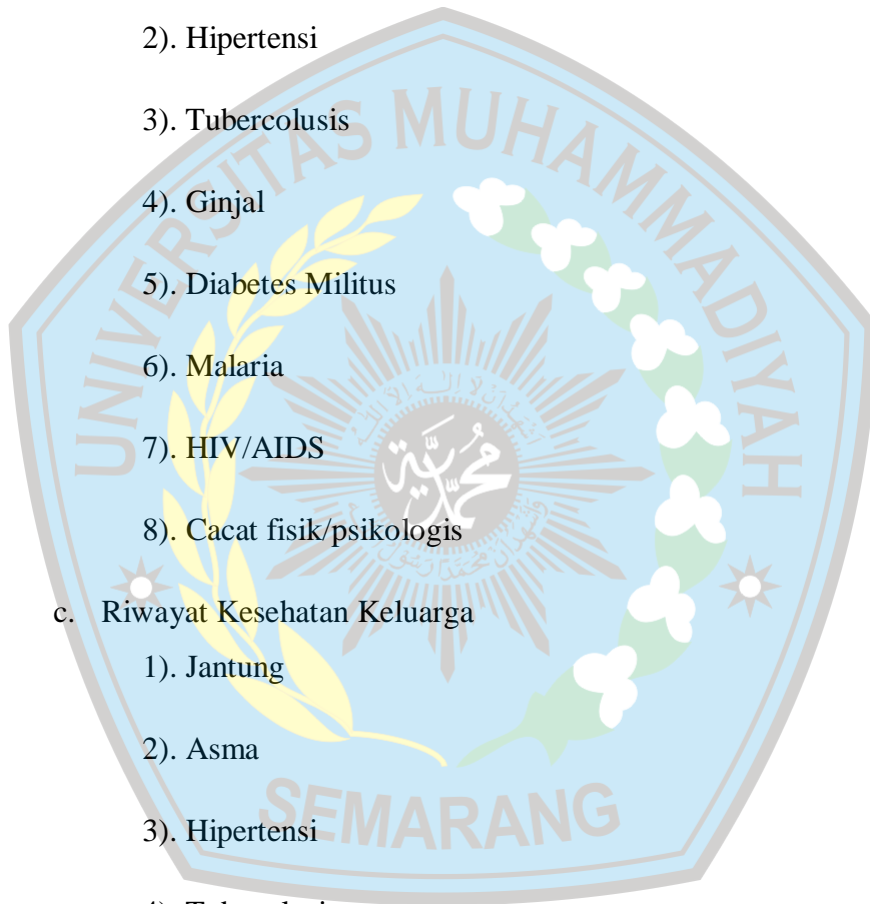 2). Hipertensi
3). Tubercolusis
4). Ginjal
5). Diabetes Militus
6). Malaria
7). HIV/AIDS
8). Cacat fisik/psikologis
c. Riwayat Kesehatan Keluarga
1). Jantung
2). Asma
3). Hipertensi
UNIVERSITAS MUHAMMADIYAH
SEMARANG
محمدية